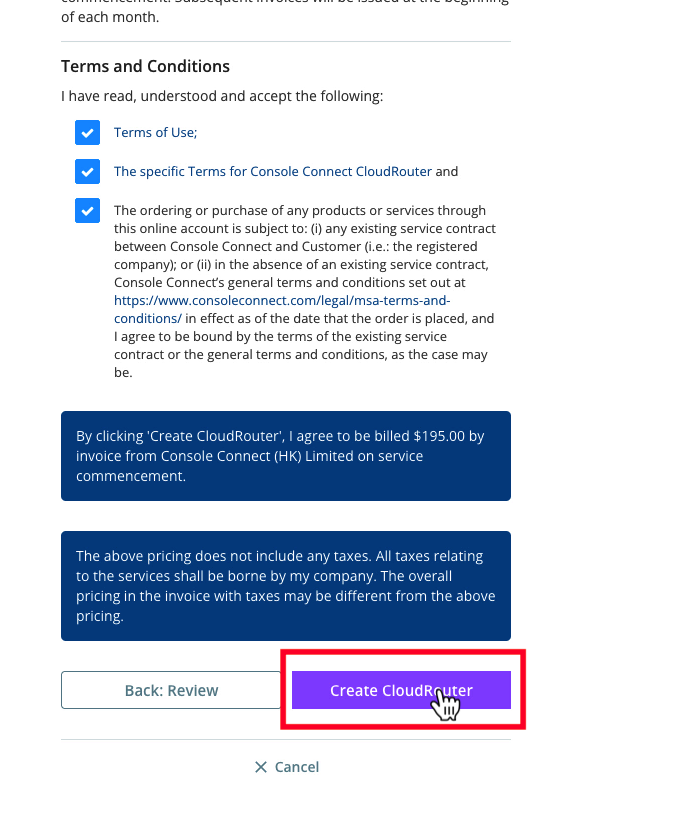 commencement. Subsequent invoices will be issued at the beginning
of each month.
Terms and Conditions
I have read, understood and accept the following:
Terms of Use;
The specific Terms for Console Connect CloudRouter and
The ordering or purchase of any products or services through
this online account is subject to: (i) any existing service contract
between Console Connect and Customer (i.e.: the registered
company); or (ii) in the absence of an existing service contract,
Console Connect’s general terms and conditions set out at
https://www.consoleconnect.com/legal/msa-terms-and-
conditions/ in effect as of the date that the order is placed, and
I agree to be bound by the terms of the existing service
contract or the general terms and conditions, as the case may
be.
By clicking 'Create CloudRouter', I agree to be billed $195.00 by
invoice from Console Connect (HK) Limited on service
commencement.
The above pricing does not include any taxes. All taxes relating
to the services shall be borne by my company. The overall
pricing in the invoice with taxes may be different from the above
pricing.
Back: Review
Create CloudRouter
Cancel